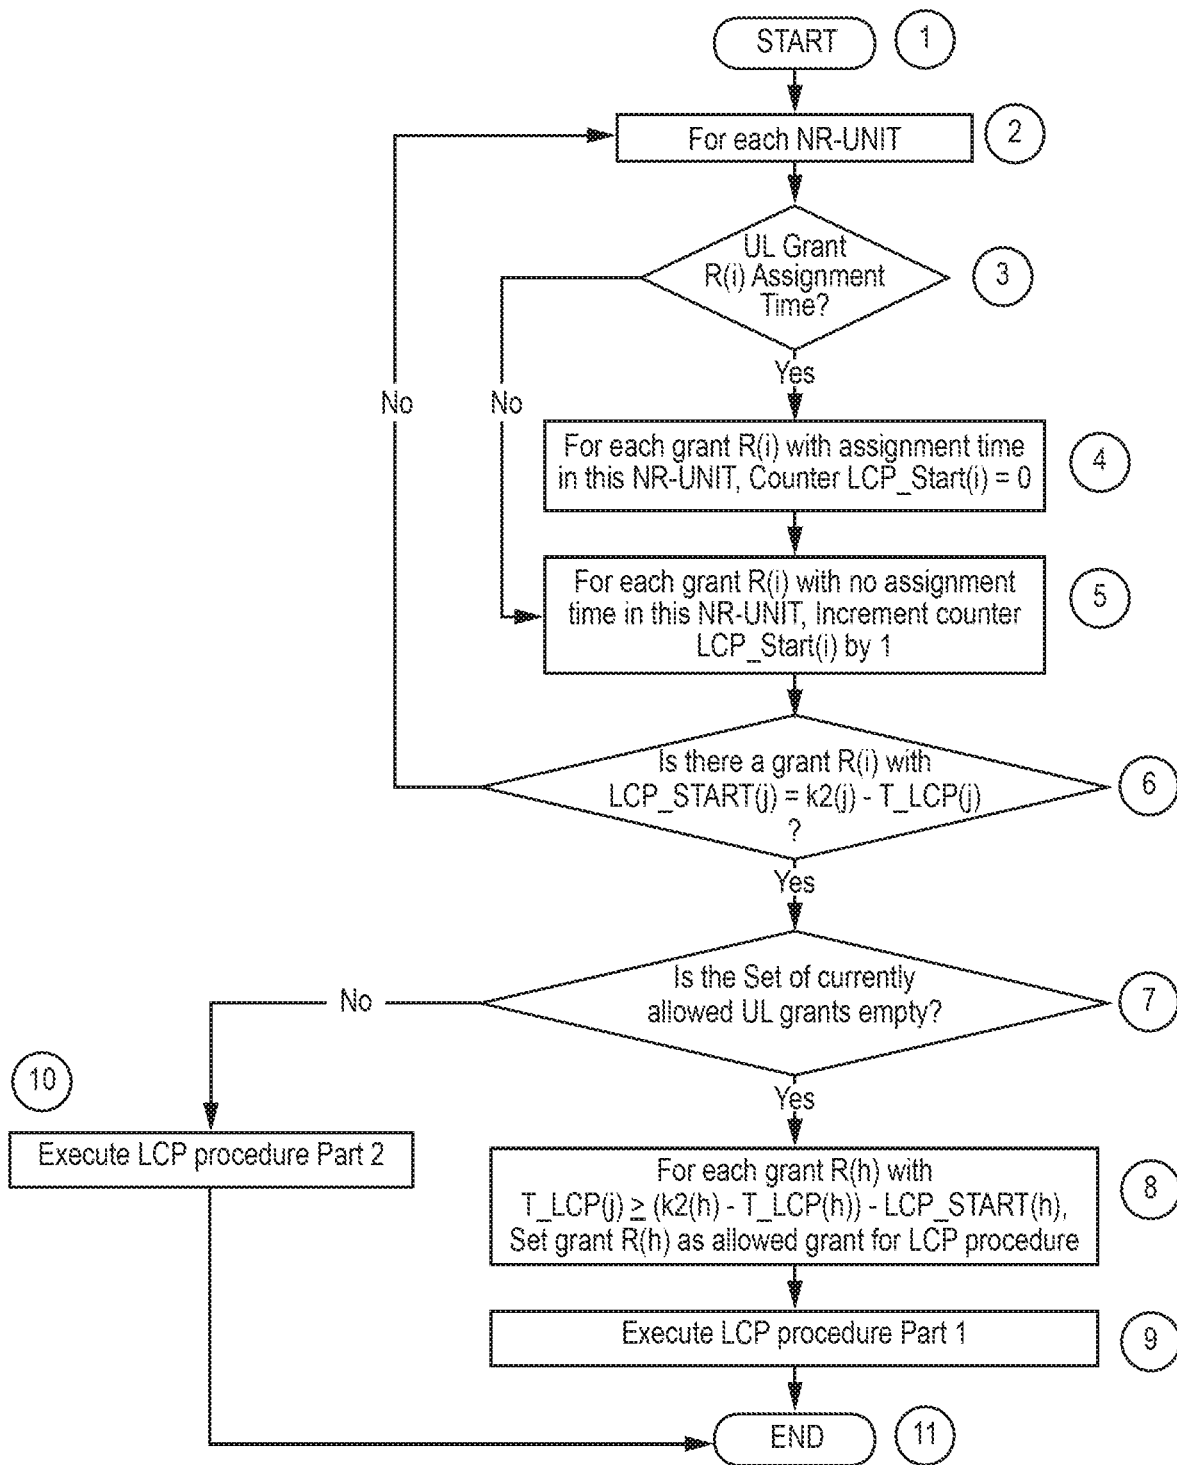 START
1
For each NR-UNIT
2
UL Grant
R(i) Assignment
Time?
3
Yes
No
No
For each grant R(i) with assignment time
in this NR-UNIT, Counter LCP_Start(i) = 0
4
For each grant R(i) with no assignment
time in this NR-UNIT, Increment counter
LCP_Start(i) by 1
5
Is there a grant R(i) with
LCP_START(j) = k2(j) - T_LCP(j)
?
6
Yes
Is the Set of currently
allowed UL grants empty?
7
No
Yes
10
Execute LCP procedure Part 2
For each grant R(h) with
T_LCP(j) ≥ (k2(h) - T_LCP(h)) - LCP_START(h),
Set grant R(h) as allowed grant for LCP procedure
8
Execute LCP procedure Part 1
9
END
11